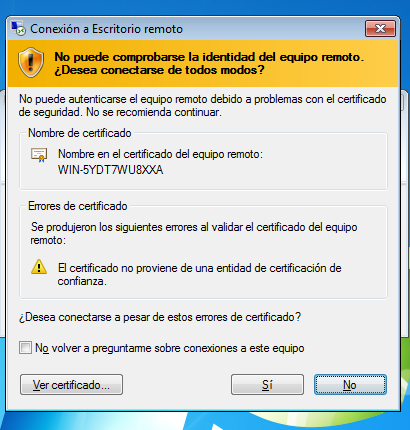 Conexión a Escritorio remoto
No puede comprobarse la identidad del equipo remoto.
¿Desea conectarse de todos modos?
No puede autenticarse el equipo remoto debido a problemas con el certificado
de seguridad. No se recomienda continuar.
Nombre de certificado
Nombre en el certificado del equipo remoto:
WIN-5YDT7WU8XXA
Errores de certificado
Se produjeron los siguientes errores al validar el certificado del equipo
remoto:
El certificado no proviene de una entidad de certificación de
confianza.
¿Desea conectarse a pesar de estos errores de certificado?
No volver a preguntarme sobre conexiones a este equipo
Ver certificado...
Sí
No